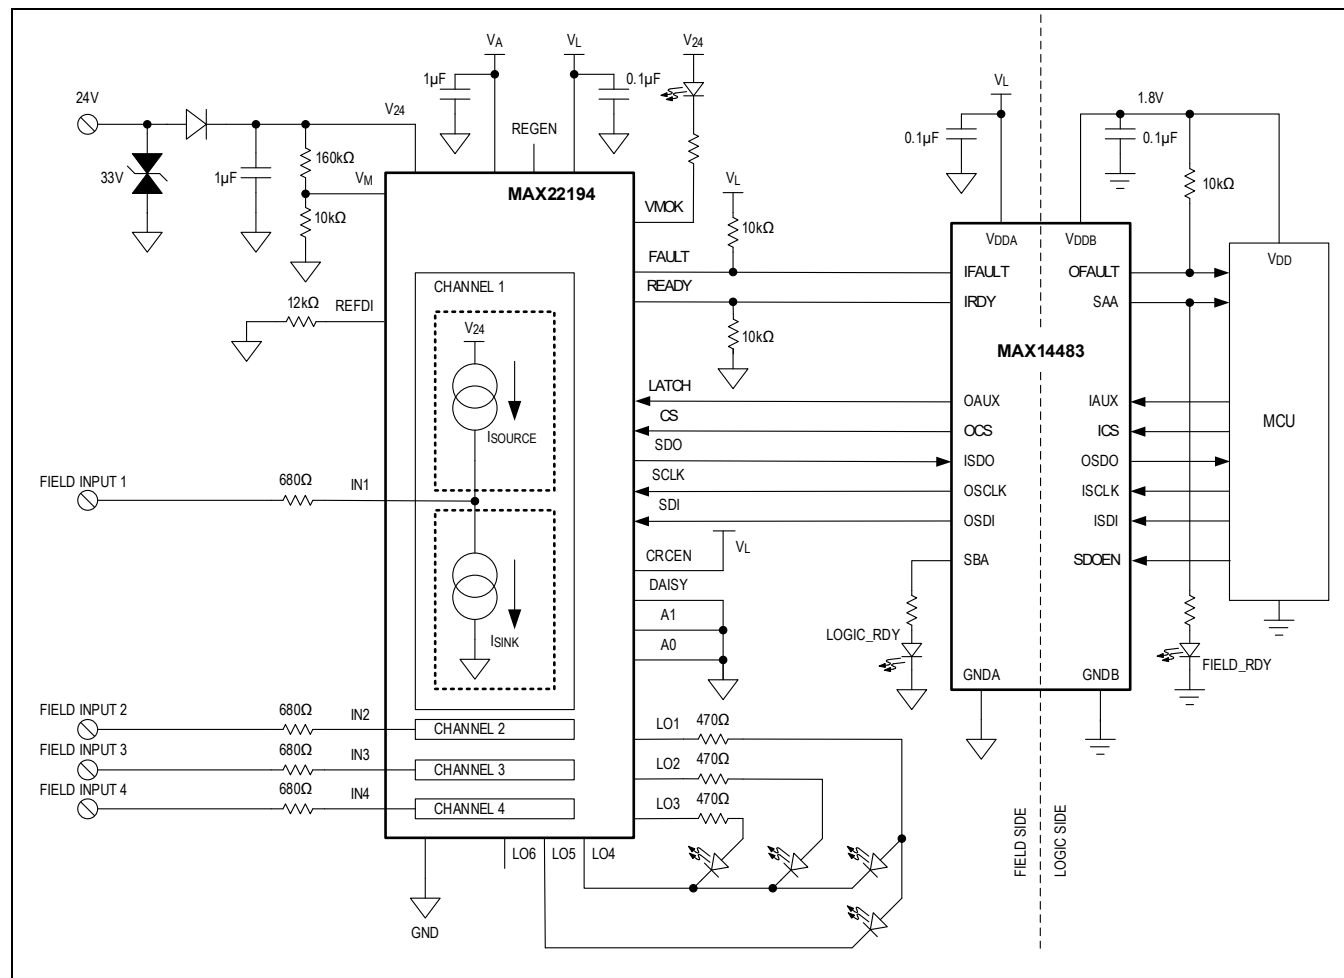 VA
VL
V24
1µF
0.1µF
24V
V24
REGEN
VL
1.8V
0.1µF
0.1µF
33V
1µF
160kΩ
VM
10kΩ
MAX22194
VMOK
VL
10kΩ
10kΩ
VDDA
VDDB
VDD
FAULT
IFAULT
OFAULT
CHANNEL 1
READY
IRDY
SAA
12kΩ
REFDI
V24
10kΩ
MAX14483
ISOURCE
LATCH
OAUX
IAUX
CS
OCS
ICS
MCU
SDO
ISDO
OSDO
FIELD INPUT 1
680Ω
IN1
SCLK
OSCLK
ISCLK
SDI
OSDI
ISDI
VL
CRCEN
SBA
SDOEN
DAISY
A1
A0
ISINK
LOGIC_RDY
FIELD_RDY
GNDA
GNDB
FIELD INPUT 2
680Ω
IN2
CHANNEL 2
LO1
470Ω
FIELD INPUT 3
680Ω
IN3
CHANNEL 3
LO2
470Ω
FIELD INPUT 4
680Ω
IN4
CHANNEL 4
LO3
470Ω
LO6
LO5
LO4
GND
FIELD SIDE
LOGIC SIDE